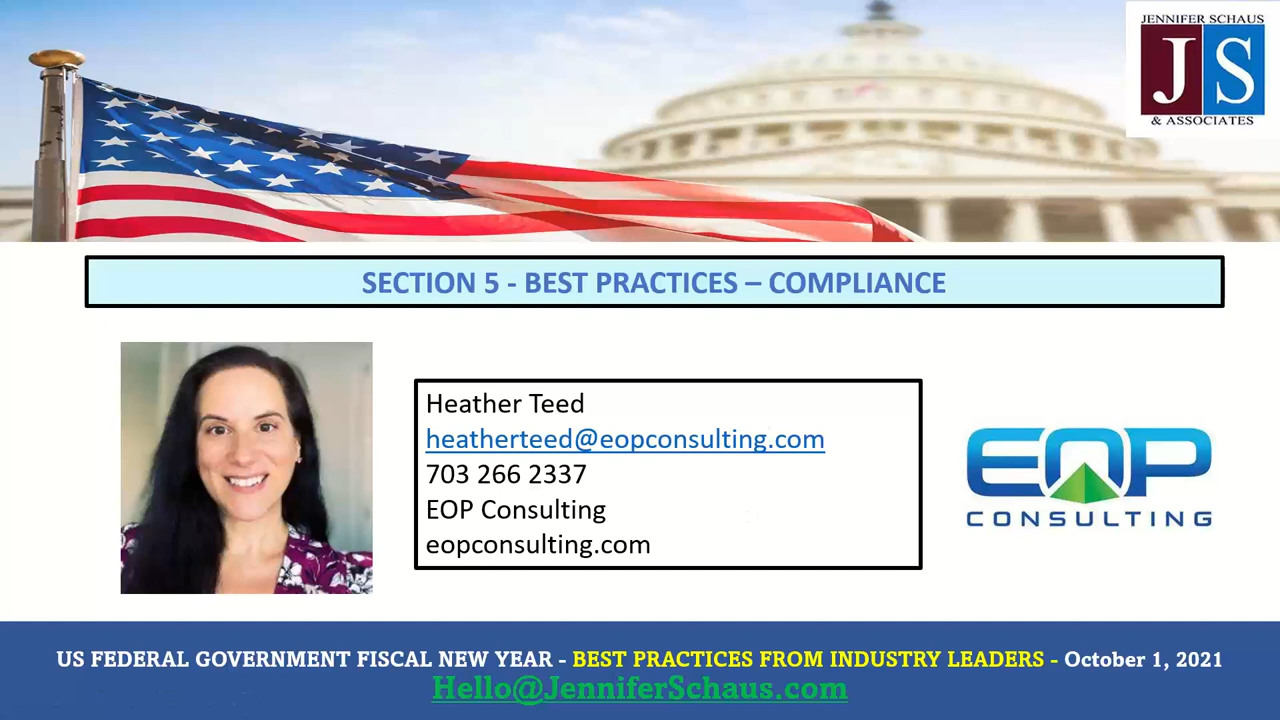 JENNIFER SCHAUS
JS
& ASSOCIATES
SECTION 5 - BEST PRACTICES – COMPLIANCE
Heather Teed
heatherteed@eopconsulting.com
703 266 2337
EOP Consulting
eopconsulting.com
EOP
CONSULTING
US FEDERAL GOVERNMENT FISCAL NEW YEAR - BEST PRACTICES FROM INDUSTRY LEADERS - October 1, 2021
Hello@JenniferSchaus.com